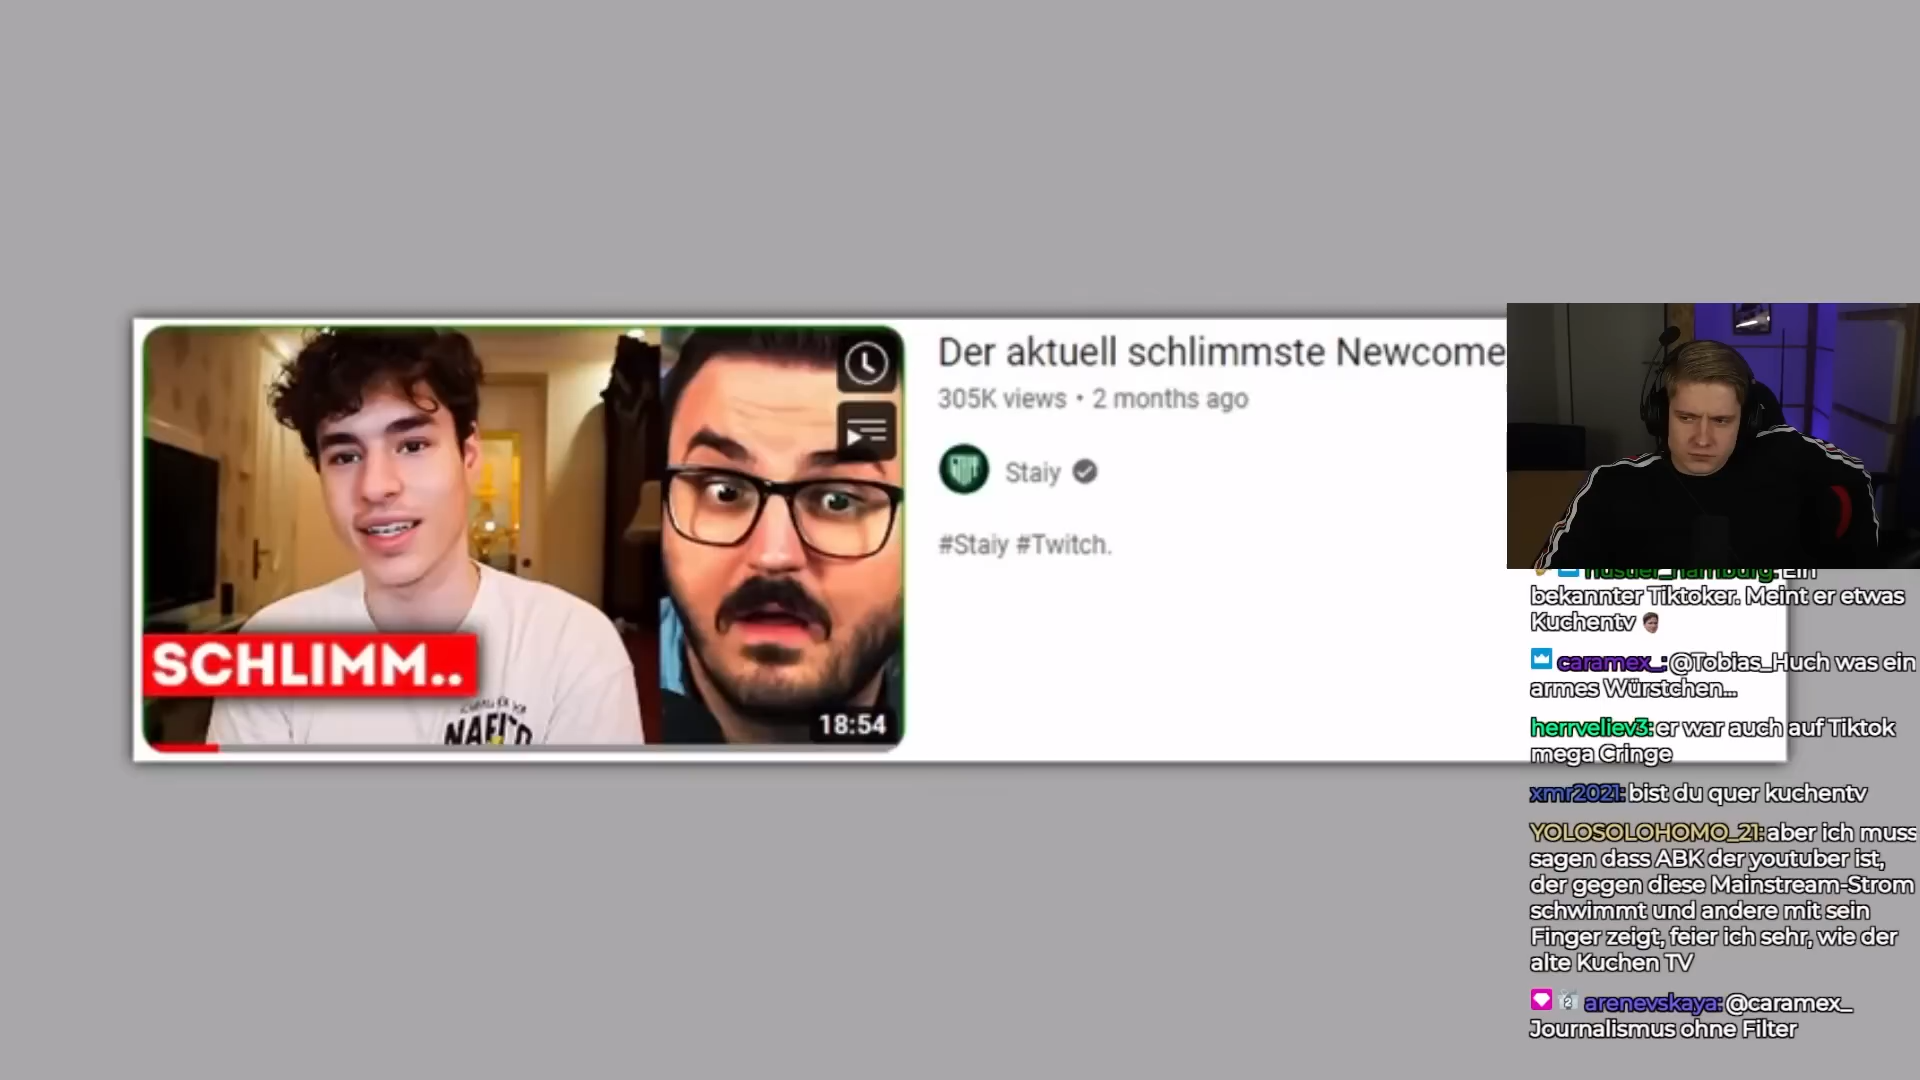 Der aktuell schlimmste Newcome
305K views • 2 months ago
Staiy
#Staiy #Twitch.
SCHLIMM..
18:54
hustler_hamburg: Ein
bekannter Tiktoker. Meint er etwas
Kuchentv
caramex_: @Tobias_Huch was ein
armes Würstchen...
herrveliev3: er war auch auf Tiktok
mega Cringe
xmr2021: bist du quer kuchentv
YOLOSOLOHOMO_21: aber ich muss
sagen dass ABK der youtuber ist,
der gegen diese Mainstream-Strom
schwimmt und andere mit sein
Finger zeigt, feier ich sehr, wie der
alte Kuchen TV
2 arenevskaya: @caramex_
Journalismus ohne Filter